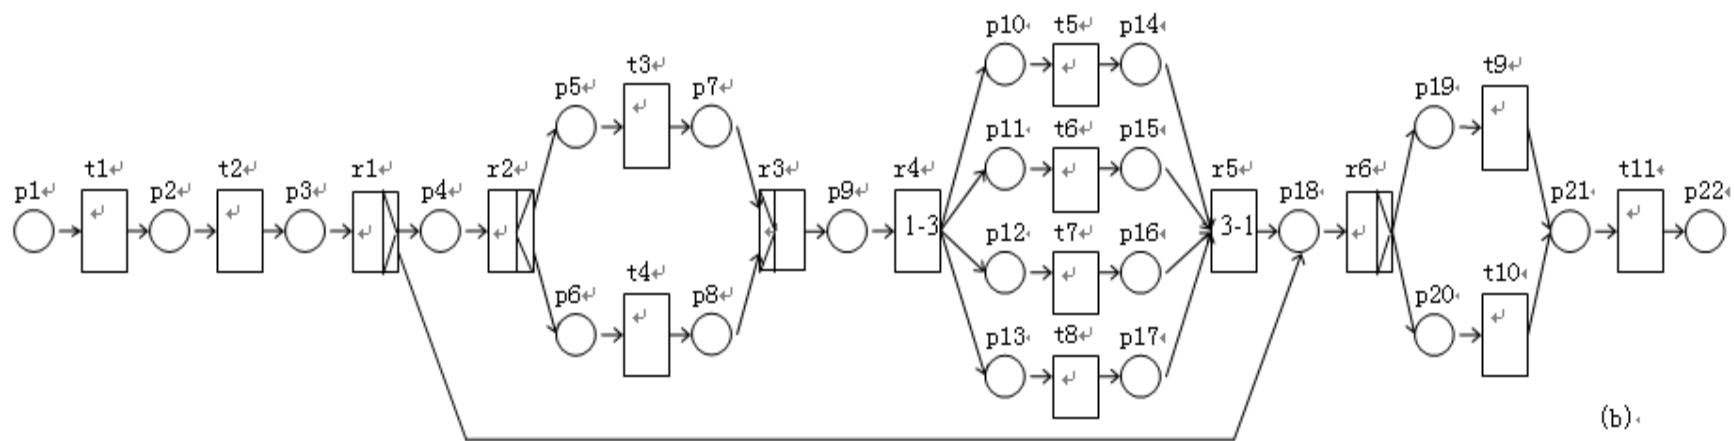 p10 t5 p14
p5 t3 p7
p11 t6 p15
p19 t9
p1 t1 p2 t2 p3 r1 p4 r2 r3 p9 r4 r5 p18 r6 p21 t11 p22
1-3 3-1
p12 t7 p16
p6 t4 p8
p20 t10
p13 t8 p17
(b)